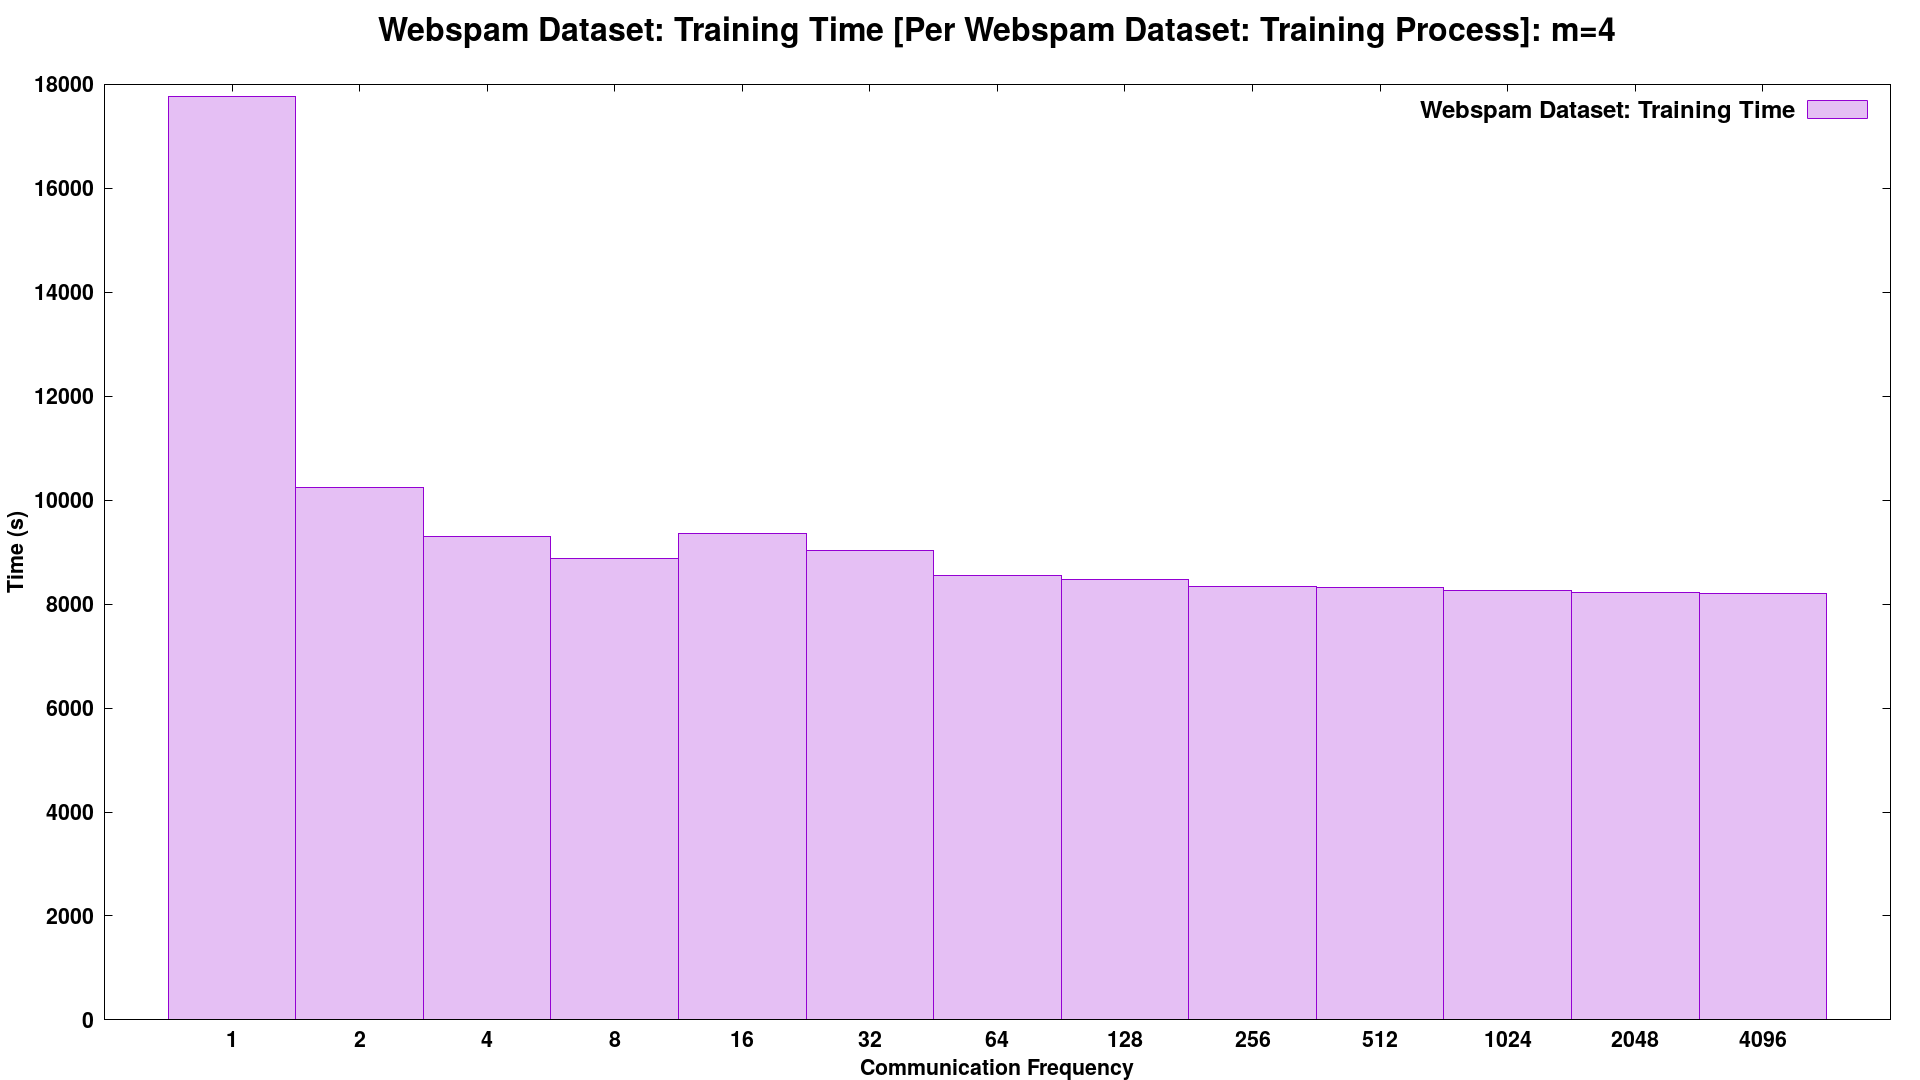 Webspam Dataset: Training Time [Per Webspam Dataset: Training Process]: m=4
Webspam Dataset: Training Time
18000
16000
14000
12000
10000
8000
6000
4000
2000
0
Time (s)
1 2 4 8 16 32 64 128 256 512 1024 2048 4096
Communication Frequency